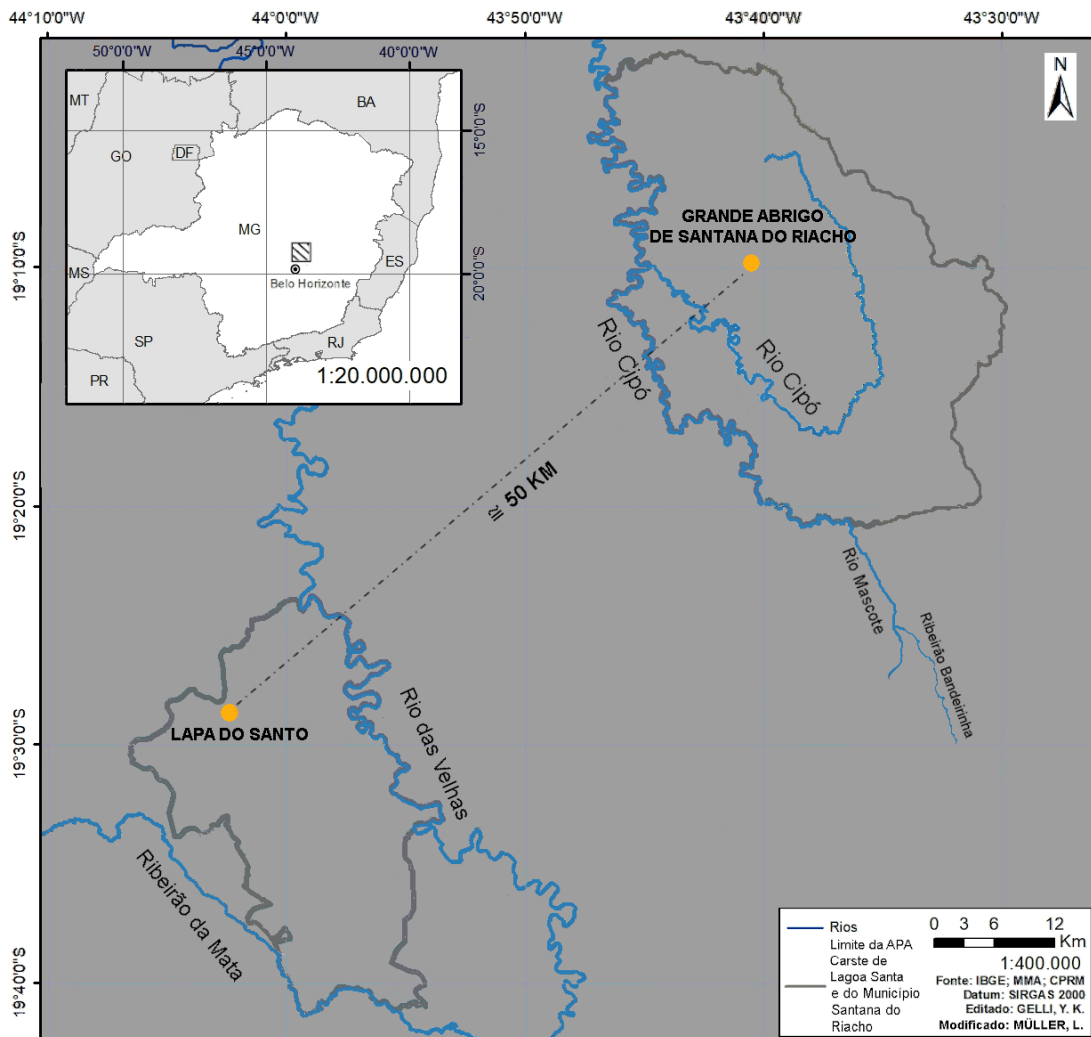 44°10'0"W
44°0'0"W
43°50'0"W
43°40'0"W
43°30'0"W
50°0'0"W
45°0'0"W
40°0'0"W
N
MT
BA
15°0'0"S
GO
DF
MG
GRANDE ABRIGO
DE SANTANA DO RIACHO
19°10'0"S
MS
ES
20°0'0"S
Belo Horizonte
SP
RJ
1:20.000.000
PR
Rio Cipó
Rio Cipó
≅ 50 KM
19°20'0"S
Rio Mascote
Ribeirão Bandeirinha
LAPA DO SANTO
Rio das Velhas
19°30'0"S
Ribeirão da Mata
19°40'0"S
Rios
Limite da APA
Carste de
Lagoa Santa
e do Município
Santana do
Riacho
0 3 6 12
Km
1:400.000
Fonte: IBGE; MMA; CPRM
Datum: SIRGAS 2000
Editado: GELLI, Y. K.
Modificado: MÜLLER, L.